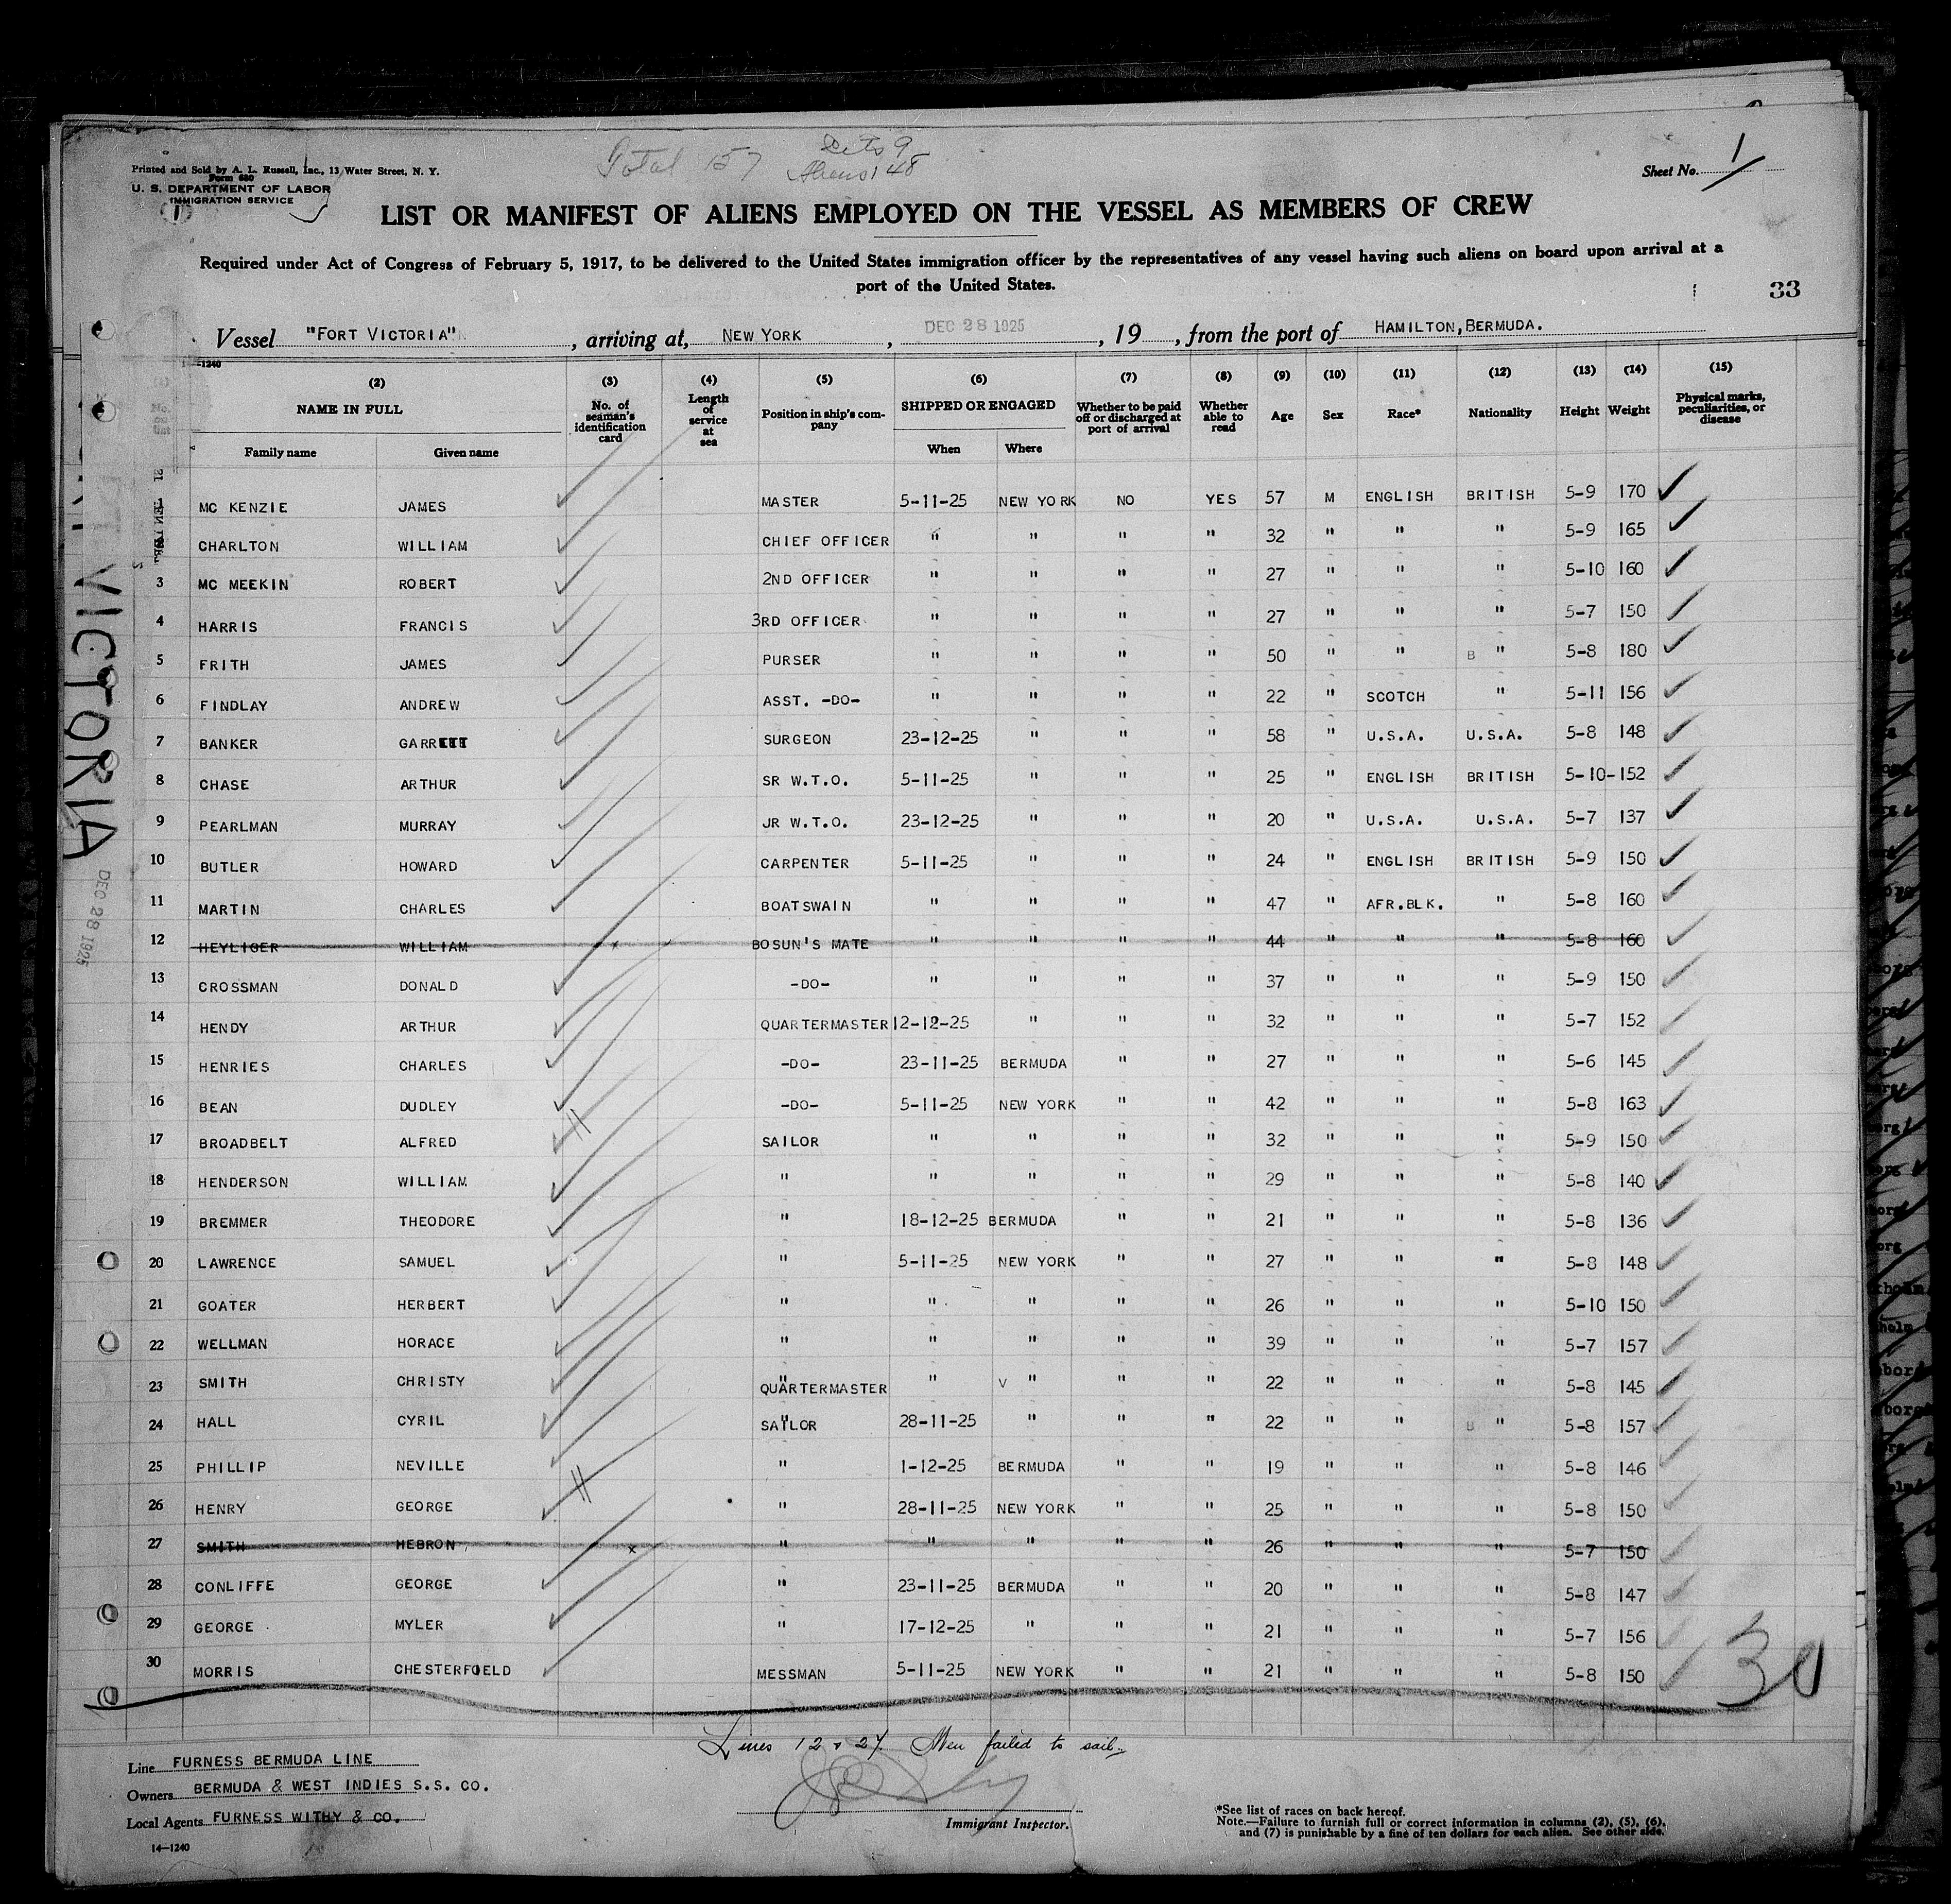 Total 157 Cits 9
Aliens 148
Printed and Sold by A. L. Russell, Inc., 13 Water Street, N. Y.
Form 680
U. S. DEPARTMENT OF LABOR
IMMIGRATION SERVICE
(1)
Sheet No. 1
LIST OR MANIFEST OF ALIENS EMPLOYED ON THE VESSEL AS MEMBERS OF CREW
Required under Act of Congress of February 5, 1917, to be delivered to the United States immigration officer by the representatives of any vessel having such aliens on board upon arrival at a
port of the United States.
33
Vessel "FORT VICTORIA", arriving at, NEW YORK, DEC 28 1925, 19 , from the port of HAMILTON, BERMUDA.
14-1240
(2) (3) (4) (5) (6) (7) (8) (9) (10) (11) (12) (13) (14) (15)
NAME IN FULL No. of seaman's identification card Length of service at sea Position in ship's company SHIPPED OR ENGAGED Whether to be paid off or discharged at port of arrival Whether able to read Age Sex Race* Nationality Height Weight Physical marks, peculiarities, or disease
Family name Given name When Where
1 MC KENZIE JAMES MASTER 5-11-25 NEW YORK NO YES 57 M ENGLISH BRITISH 5-9 170
CHARLTON WILLIAM CHIEF OFFICER " " " " 32 " " " 5-9 165
3 MC MEEKIN ROBERT 2ND OFFICER " " " " 27 " " " 5-10 160
4 HARRIS FRANCIS 3RD OFFICER " " " " 27 " " " 5-7 150
5 FRITH JAMES PURSER " " " " 50 " " B " 5-8 180
6 FINDLAY ANDREW ASST. -DO- " " " " 22 " SCOTCH " 5-11 156
7 BANKER GARRETT SURGEON 23-12-25 " " " 58 " U.S.A. U.S.A. 5-8 148
8 CHASE ARTHUR SR W.T.O. 5-11-25 " " " 25 " ENGLISH BRITISH 5-10- 152
9 PEARLMAN MURRAY JR W.T.O. 23-12-25 " " " 20 " U.S.A. U.S.A. 5-7 137
10 BUTLER HOWARD CARPENTER 5-11-25 " " " 24 " ENGLISH BRITISH 5-9 150
11 MARTIN CHARLES BOATSWAIN " " " " 47 " AFR.BLK. " 5-8 160
12 HEYLIGER WILLIAM x BOSUN'S MATE " " " " 44 " " " 5-8 160
13 CROSSMAN DONALD -DO- " " " " 37 " " " 5-9 150
14 HENDY ARTHUR QUARTERMASTER 12-12-25 " " " 32 " " " 5-7 152
15 HENRIES CHARLES -DO- 23-11-25 BERMUDA " " 27 " " " 5-6 145
16 BEAN DUDLEY -DO- 5-11-25 NEW YORK " " 42 " " " 5-8 163
17 BROADBELT ALFRED SAILOR " " " " 32 " " " 5-9 150
18 HENDERSON WILLIAM " " " " " 29 " " " 5-8 140
19 BREMMER THEODORE " 18-12-25 BERMUDA " " 21 " " " 5-8 136
20 LAWRENCE SAMUEL " 5-11-25 NEW YORK " " 27 " " " 5-8 148
21 GOATER HERBERT " " " " " 26 " " " 5-10 150
22 WELLMAN HORACE " " " " " 39 " " " 5-7 157
23 SMITH CHRISTY QUARTERMASTER " V " " " 22 " " " 5-8 145
24 HALL CYRIL SAILOR 28-11-25 " " " 22 " " B " 5-8 157
25 PHILLIP NEVILLE " 1-12-25 BERMUDA " " 19 " " " 5-8 146
26 HENRY GEORGE " 28-11-25 NEW YORK " " 25 " " " 5-8 150
27 SMITH HEBRON x " " " " " 26 " " " 5-7 150
28 CONLIFFE GEORGE " 23-11-25 BERMUDA " " 20 " " " 5-8 147
29 GEORGE MYLER " 17-12-25 " " " 21 " " " 5-7 156
30 MORRIS CHESTERFIELD MESSMAN 5-11-25 NEW YORK " " 21 " " " 5-8 150
30
VICTORIA
DEC 28 1925
Lines 12 & 27. Men failed to sail.
Line FURNESS BERMUDA LINE
Owners BERMUDA & WEST INDIES S.S. CO.
Local Agents FURNESS WITHY & CO.
14-1240
Immigrant Inspector.
*See list of races on back hereof.
Note.—Failure to furnish full or correct information in columns (2), (5), (6),
and (7) is punishable by a fine of ten dollars for each alien. See other side.